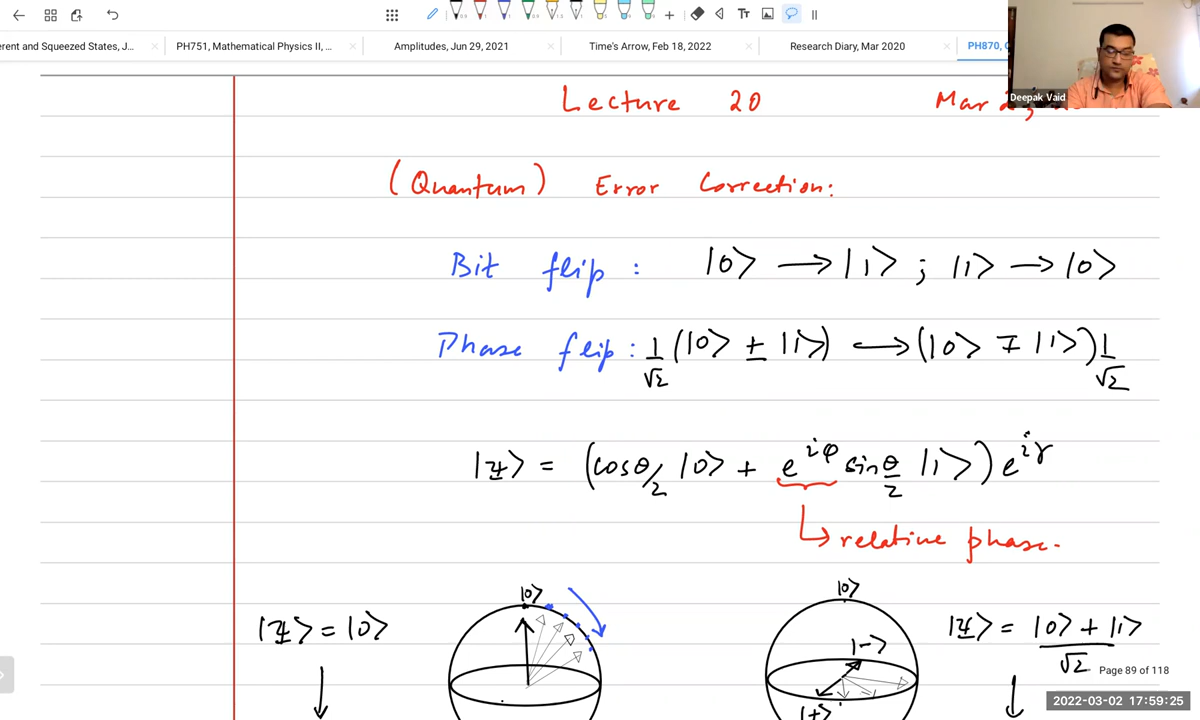 erent and Squeezed States, J... PH751, Mathematical Physics II, ... Amplitudes, Jun 29, 2021 Time's Arrow, Feb 18, 2022 Research Diary, Mar 2020 PH870, Q
Deepak Vaid
Lecture 20 Mar 2,
(Quantum) Error Correction:
Bit flip : |0> → |1> ; |1> → |0>
Phase flip : 1/√2 (|0> ± |1>) ↔ (|0> ∓ |1>) 1/√2
|Ψ> = (cosθ/2 |0> + e^{iφ} sinθ/2 |1>) e^{iγ}
↳ relative phase.
|Ψ> = |0> |0> |0> |Ψ> = |0> + |1> / √2
|->
|+>
Page 89 of 118
2022-03-02 17:59:25